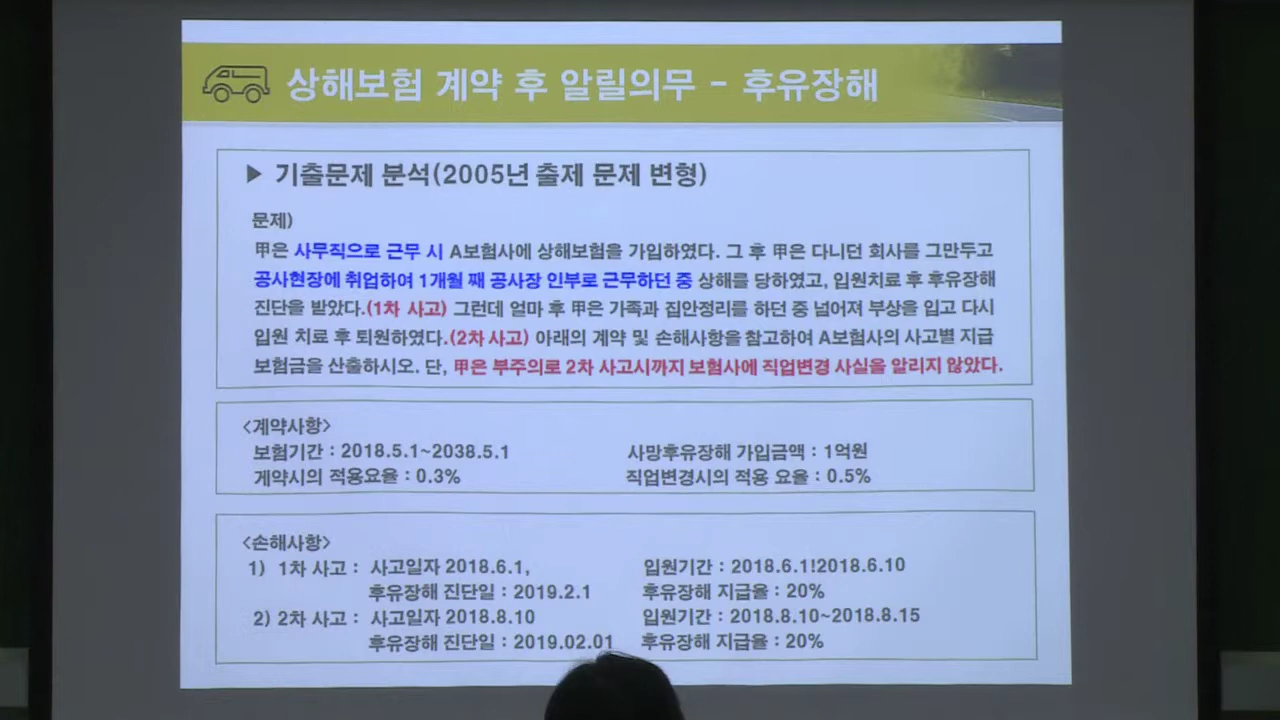 상해보험 계약 후 알릴의무 - 후유장해
▶ 기출문제 분석(2005년 출제 문제 변형)
문제)
甲은 사무직으로 근무 시 A보험사에 상해보험을 가입하였다. 그 후 甲은 다니던 회사를 그만두고
공사현장에 취업하여 1개월 째 공사장 인부로 근무하던 중 상해를 당하였고, 입원치료 후 후유장해
진단을 받았다.(1차 사고) 그런데 얼마 후 甲은 가족과 집안정리를 하던 중 넘어져 부상을 입고 다시
입원 치료 후 퇴원하였다.(2차 사고) 아래의 계약 및 손해사항을 참고하여 A보험사의 사고별 지급
보험금을 산출하시오. 단, 甲은 부주의로 2차 사고시까지 보험사에 직업변경 사실을 알리지 않았다.
<계약사항>
보험기간 : 2018.5.1~2038.5.1 사망후유장해 가입금액 : 1억원
게약시의 적용요율 : 0.3% 직업변경시의 적용 요율 : 0.5%
<손해사항>
1) 1차 사고 : 사고일자 2018.6.1, 입원기간 : 2018.6.1!2018.6.10
후유장해 진단일 : 2019.2.1 후유장해 지급율 : 20%
2) 2차 사고 : 사고일자 2018.8.10 입원기간 : 2018.8.10~2018.8.15
후유장해 진단일 : 2019.02.01 후유장해 지급율 : 20%